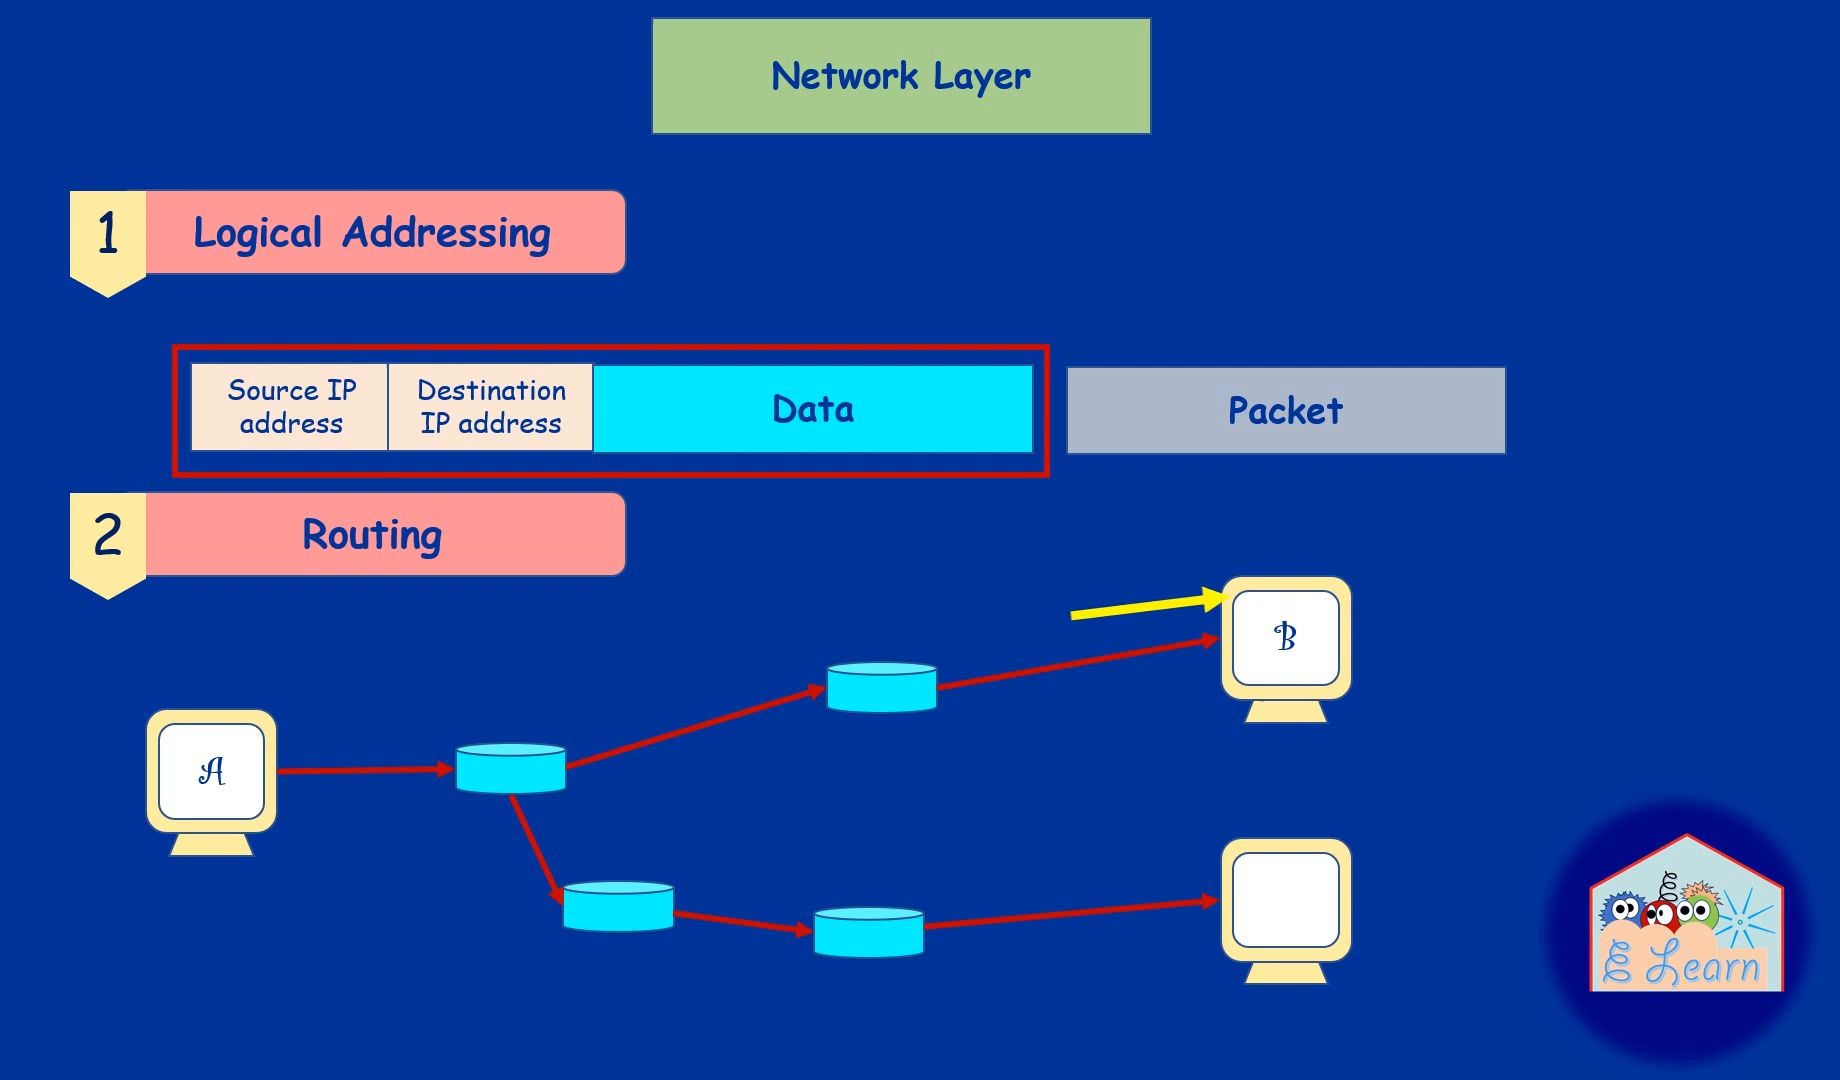 Network Layer
1
Logical Addressing
Source IP
address
Destination
IP address
Data
Packet
2
Routing
B
A
E Learn